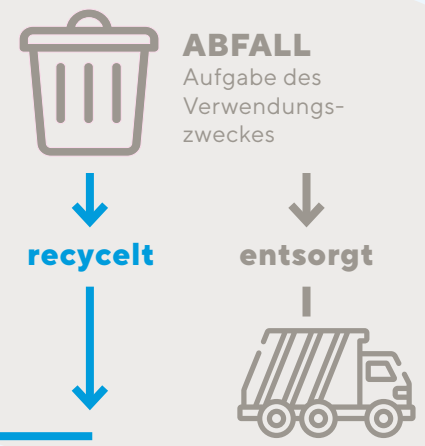 ABFALL
Aufgabe des
Verwendungs-
zweckes
recycelt
entsorgt